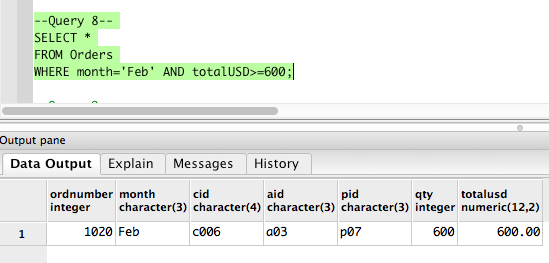 --Query 8--
SELECT *
FROM Orders
WHERE month='Feb' AND totalUSD>=600;
Output pane
Data Output Explain Messages History
ordnumber integer month character(3) cid character(4) aid character(3) pid character(3) qty integer totalusd numeric(12,2)
1 1020 Feb c006 a03 p07 600 600.00